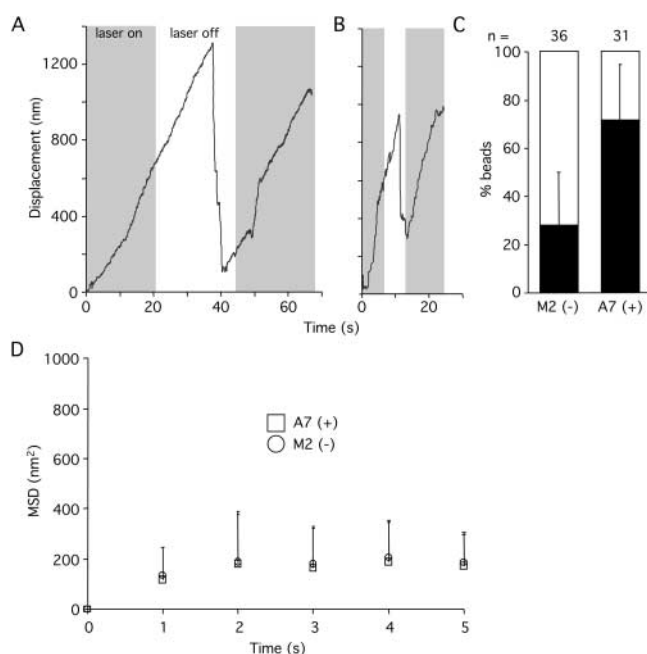 A
laser on laser off
Displacement (nm)
1200
800
400
0
0 20 40 60
Time (s)
B
0 20
C
n = 36 31
% beads
100
80
60
40
20
0
M2 (-) A7 (+)
D
MSD (nm²)
1000
800
600
400
200
0
A7 (+)
M2 (-)
0 1 2 3 4 5
Time (s)